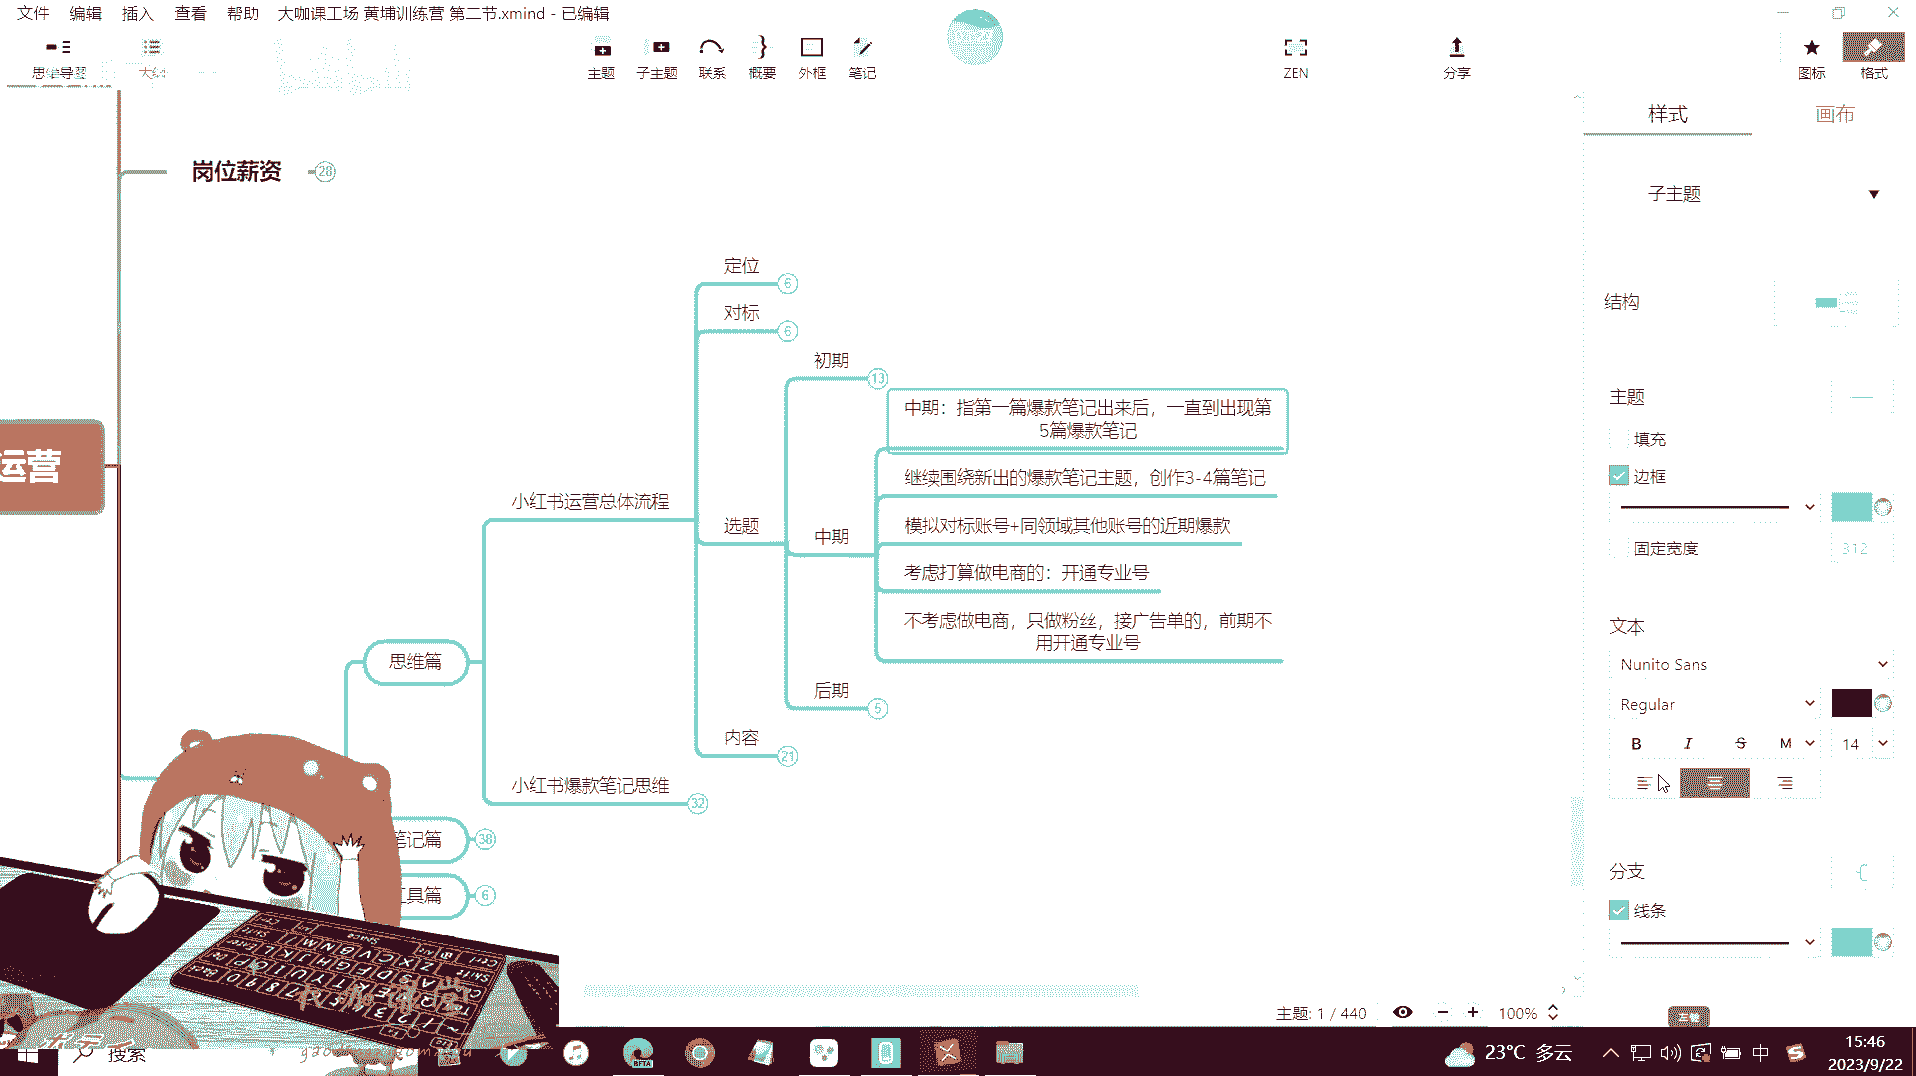 文件 编辑 插入 查看 帮助 大咖课工场 黄埔训练营 第二节.xmind - 已编辑
思维导图 大纲 主题 子主题 联系 概要 外框 笔记 ZEN 分享 图标 格式
样式 画布
岗位薪资 28
子主题
定位 6
对标 6
结构
初期 13
主题
中期：指第一篇爆款笔记出来后，一直到出现第
5篇爆款笔记
填充
运营
继续围绕新出的爆款笔记主题，创作3-4篇笔记
边框
小红书运营总体流程
选题
中期
模拟对标账号+同领域其他账号的近期爆款
固定宽度 312
考虑打算做电商的：开通专业号
不考虑做电商，只做粉丝，接广告单的，前期不
用开通专业号
文本
思维篇
Nunito Sans
后期 5
Regular
内容 21
B I S M 14
小红书爆款笔记思维 32
笔记篇 38
分支
工具篇 6
线条
主题: 1 / 440 100%
搜索
BETA
23°C 多云
中
15:46
2023/9/22